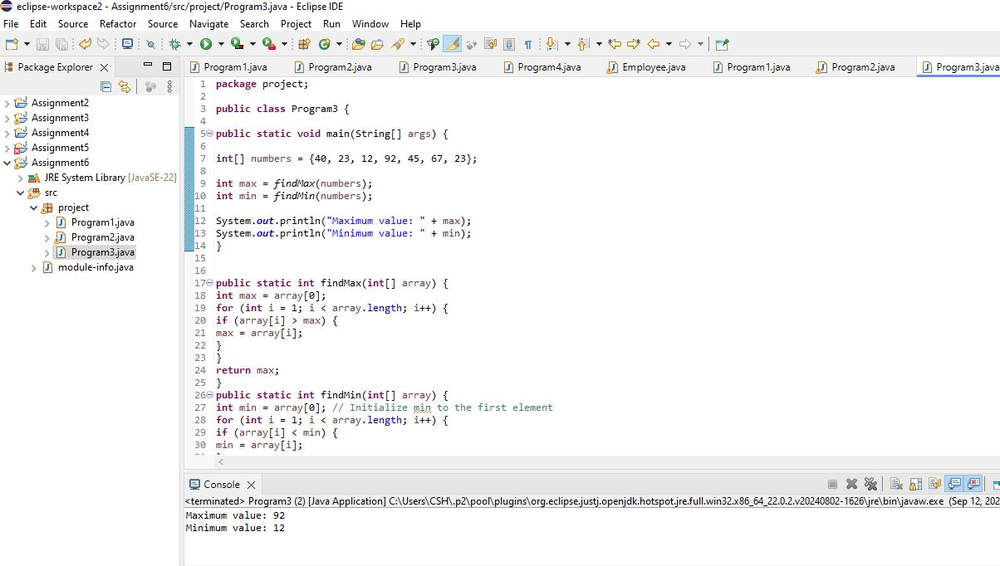 eclipse-workspace2 - Assignment6/src/project/Program3.java - Eclipse IDE
File Edit Source Refactor Source Navigate Search Project Run Window Help
Package Explorer
Program1.java Program2.java Program3.java Program4.java Employee.java Program1.java Program2.java Program3.java
Assignment2
Assignment3
Assignment4
Assignment5
Assignment6
JRE System Library [JavaSE-22]
src
project
Program1.java
Program2.java
Program3.java
module-info.java
1 package project;
2
3 public class Program3 {
4
5 public static void main(String[] args) {
6
7 int[] numbers = {40, 23, 12, 92, 45, 67, 23};
8
9 int max = findMax(numbers);
10 int min = findMin(numbers);
11
12 System.out.println("Maximum value: " + max);
13 System.out.println("Minimum value: " + min);
14 }
15
16
17 public static int findMax(int[] array) {
18 int max = array[0];
19 for (int i = 1; i < array.length; i++) {
20 if (array[i] > max) {
21 max = array[i];
22 }
23 }
24 return max;
25 }
26 public static int findMin(int[] array) {
27 int min = array[0]; // Initialize min to the first element
28 for (int i = 1; i < array.length; i++) {
29 if (array[i] < min) {
30 min = array[i];
Console
<terminated> Program3 (2) [Java Application] C:\Users\CSH\.p2\pool\plugins\org.eclipse.justj.openjdk.hotspot.jre.full.win32.x86_64_22.0.2.v20240802-1626\jre\bin\javaw.exe (Sep 12, 202
Maximum value: 92
Minimum value: 12